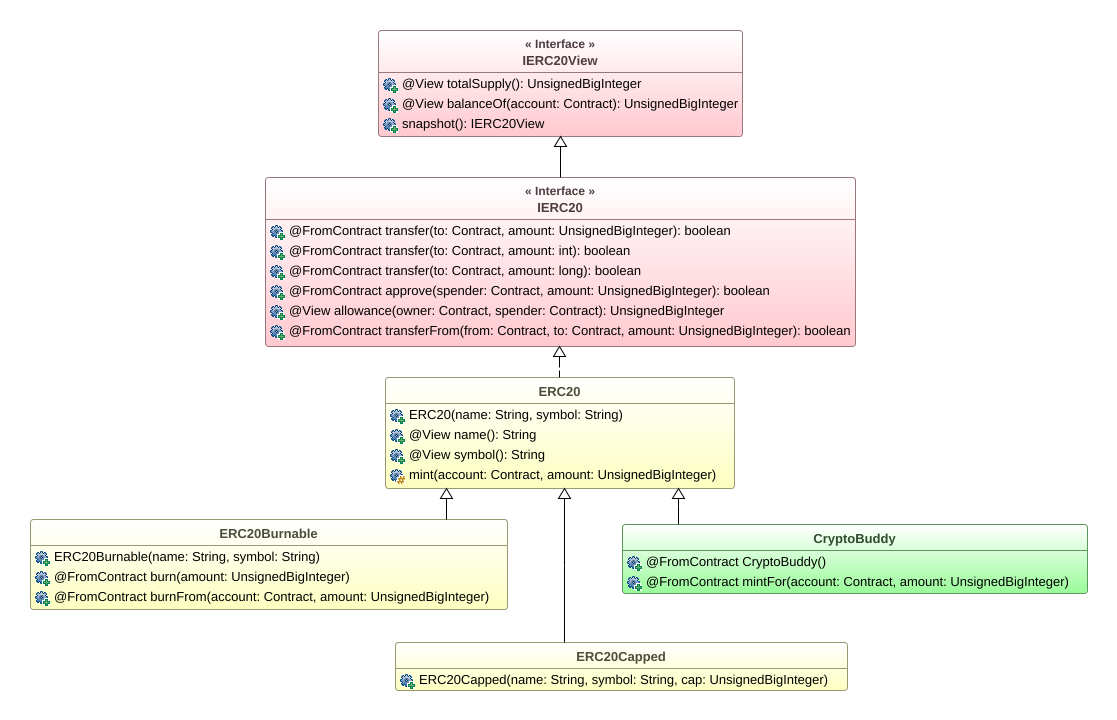 « Interface »
IERC20View
@View totalSupply(): UnsignedBigInteger
@View balanceOf(account: Contract): UnsignedBigInteger
snapshot(): IERC20View
« Interface »
IERC20
@FromContract transfer(to: Contract, amount: UnsignedBigInteger): boolean
@FromContract transfer(to: Contract, amount: int): boolean
@FromContract transfer(to: Contract, amount: long): boolean
@FromContract approve(spender: Contract, amount: UnsignedBigInteger): boolean
@View allowance(owner: Contract, spender: Contract): UnsignedBigInteger
@FromContract transferFrom(from: Contract, to: Contract, amount: UnsignedBigInteger): boolean
ERC20
ERC20(name: String, symbol: String)
@View name(): String
@View symbol(): String
mint(account: Contract, amount: UnsignedBigInteger)
ERC20Burnable
ERC20Burnable(name: String, symbol: String)
@FromContract burn(amount: UnsignedBigInteger)
@FromContract burnFrom(account: Contract, amount: UnsignedBigInteger)
CryptoBuddy
@FromContract CryptoBuddy()
@FromContract mintFor(account: Contract, amount: UnsignedBigInteger)
ERC20Capped
ERC20Capped(name: String, symbol: String, cap: UnsignedBigInteger)